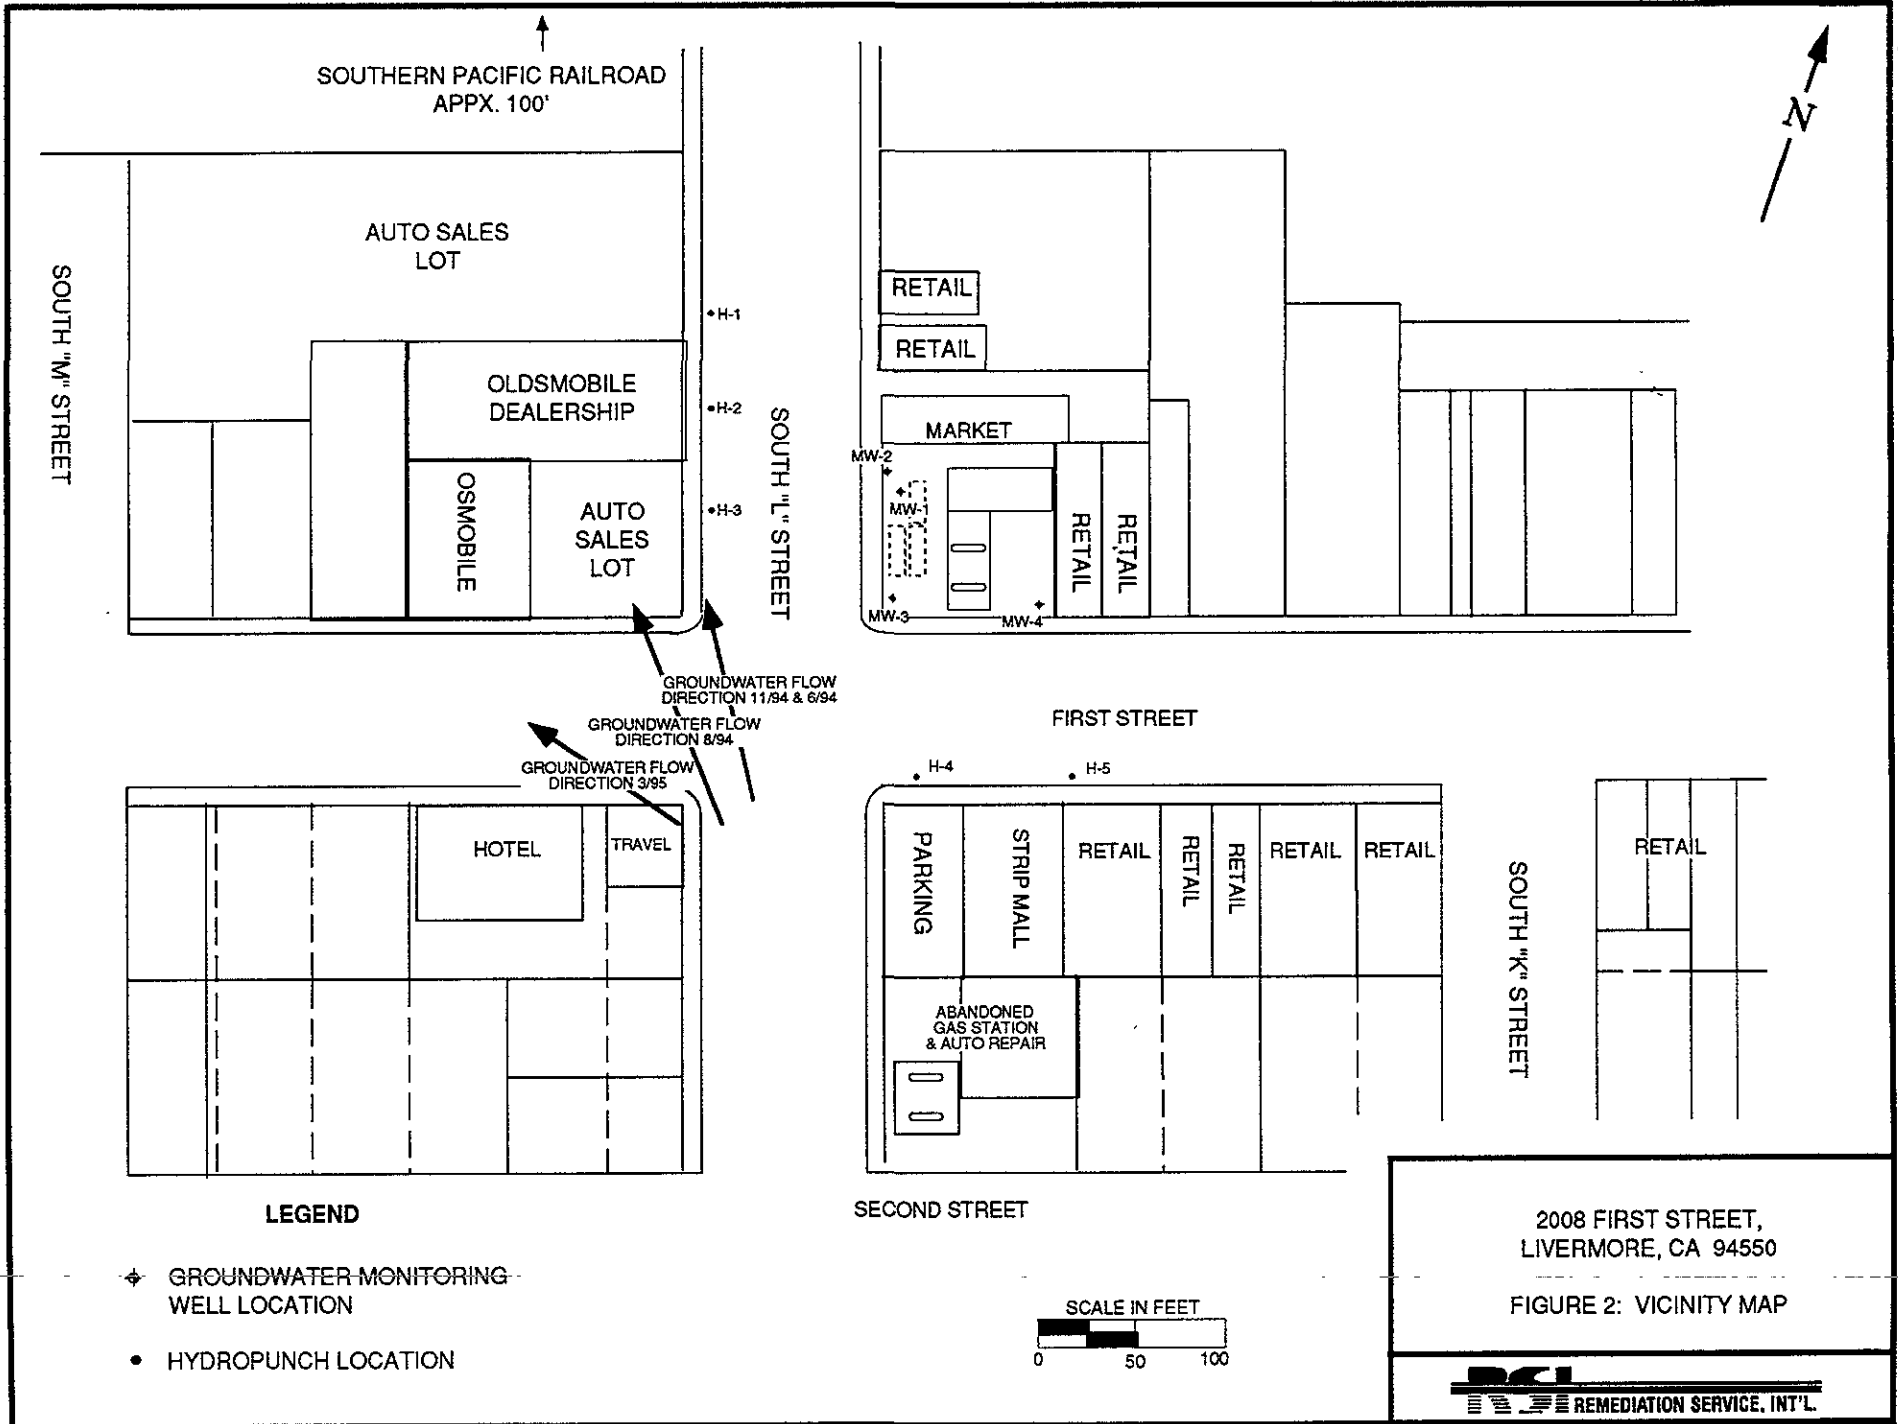 SOUTHERN PACIFIC RAILROAD
APPX. 100'
N
AUTO SALES
LOT
SOUTH "M" STREET
RETAIL
RETAIL
H-1
OLDSMOBILE
DEALERSHIP
H-2
SOUTH "L" STREET
MARKET
MW-2
MW-1
OSMOBILE
AUTO
SALES
LOT
H-3
RETAIL
RETAIL
MW-3
MW-4
GROUNDWATER FLOW
DIRECTION 11/94 & 6/94
GROUNDWATER FLOW
DIRECTION 8/94
GROUNDWATER FLOW
DIRECTION 3/95
FIRST STREET
H-4
H-5
HOTEL
TRAVEL
PARKING
STRIP MALL
RETAIL
RETAIL
RETAIL
RETAIL
RETAIL
RETAIL
SOUTH "K" STREET
ABANDONED
GAS STATION
& AUTO REPAIR
LEGEND
SECOND STREET
GROUNDWATER MONITORING
WELL LOCATION
HYDROPUNCH LOCATION
SCALE IN FEET
0 50 100
2008 FIRST STREET,
LIVERMORE, CA 94550
FIGURE 2: VICINITY MAP
RSI REMEDIATION SERVICE, INT'L.